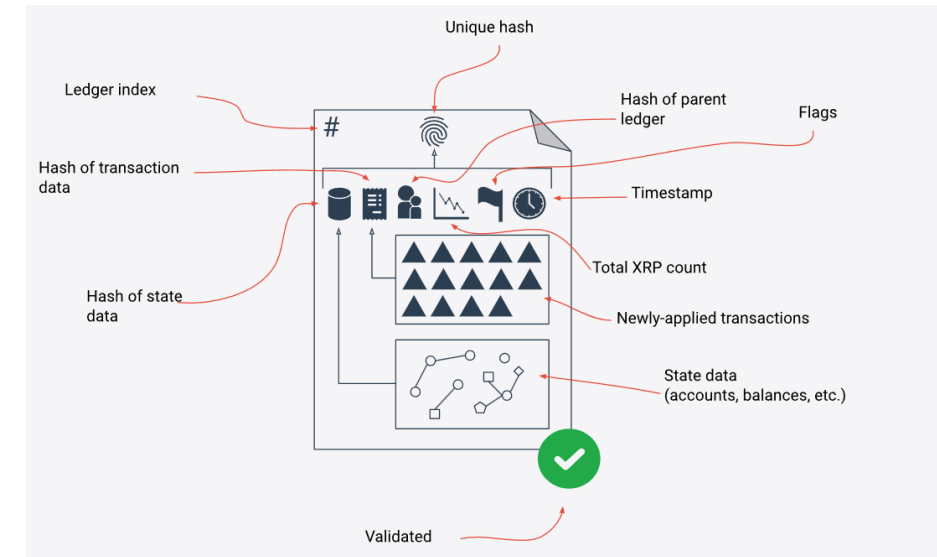 Unique hash
Ledger index
Hash of parent
ledger
Flags
#
Hash of transaction
data
Timestamp
Total XRP count
Hash of state
data
Newly-applied transactions
State data
(accounts, balances, etc.)
Validated